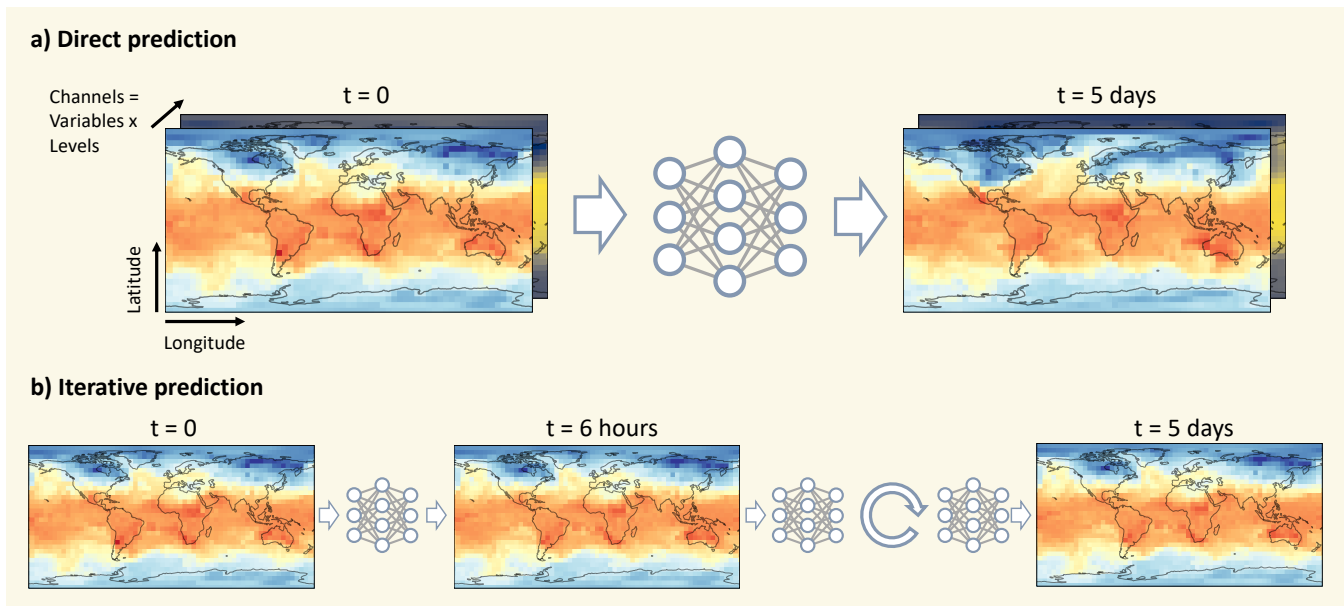 a) Direct prediction
Channels =
Variables x
Levels
t = 0
t = 5 days
Latitude
Longitude
b) Iterative prediction
t = 0
t = 6 hours
t = 5 days